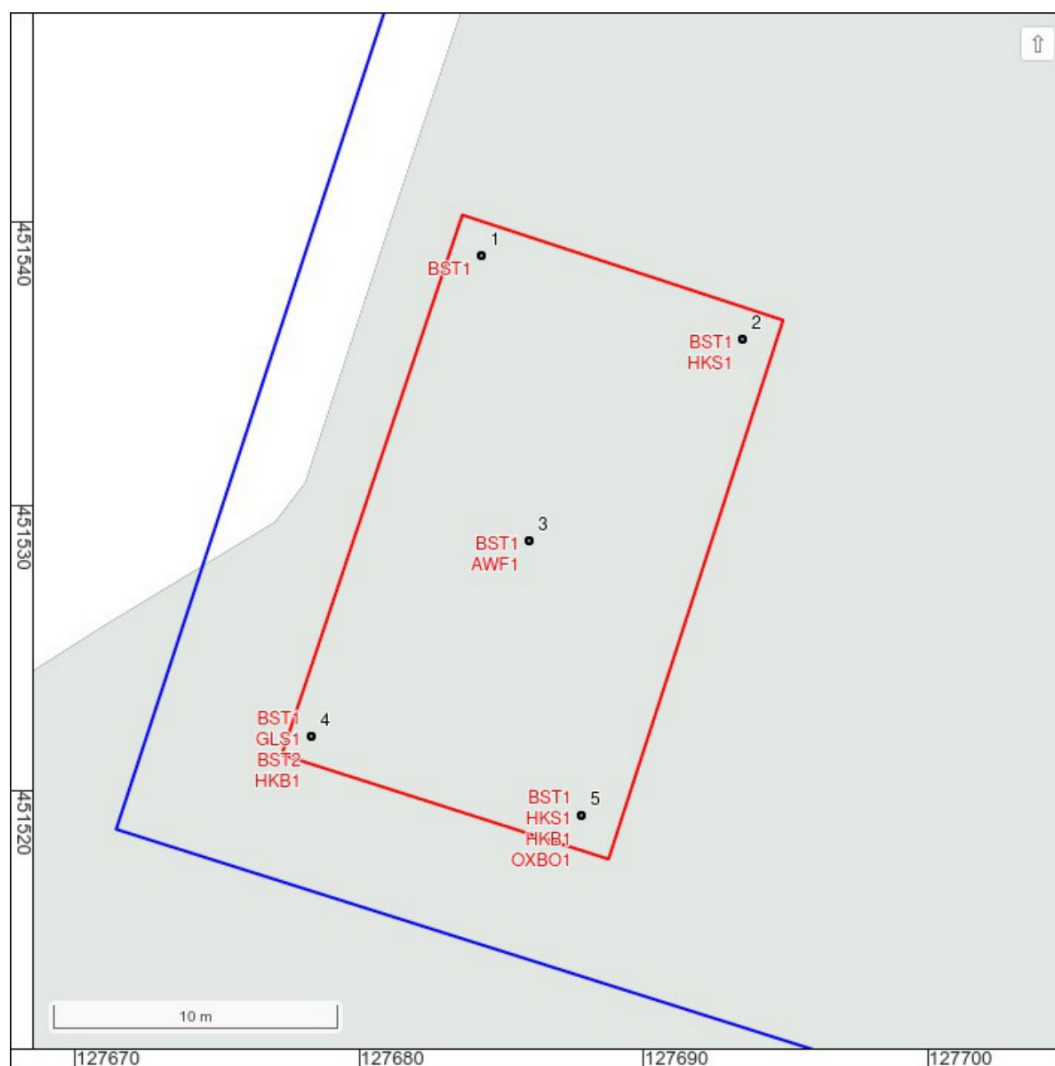 ⇧
1
BST1
2
BST1
HKS1
3
BST1
AWF1
4
BST1
GLS1
BST2
HKB1
5
BST1
HKS1
HKB1
OXBO1
451540
451530
451520
10 m
127670
127680
127690
127700